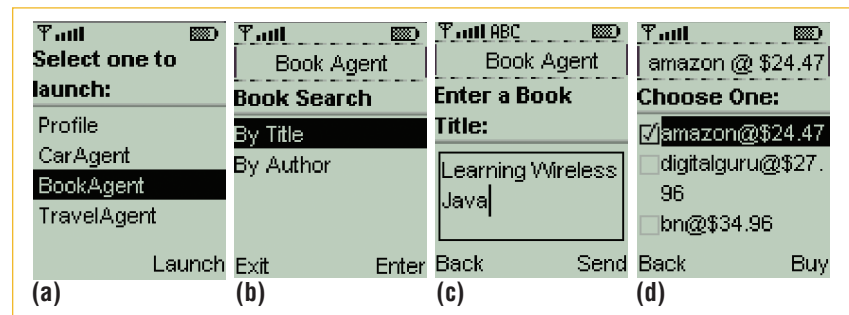 Select one to
launch:
Profile
CarAgent
BookAgent
TravelAgent
Launch
(a)
Book Agent
Book Search
By Title
By Author
Exit Enter
(b)
ABC
Book Agent
Enter a Book
Title:
Learning Wireless
Java
Back Send
(c)
amazon @ $24.47
Choose One:
amazon@$24.47
digitalguru@$27.
96
bn@$34.96
Back Buy
(d)